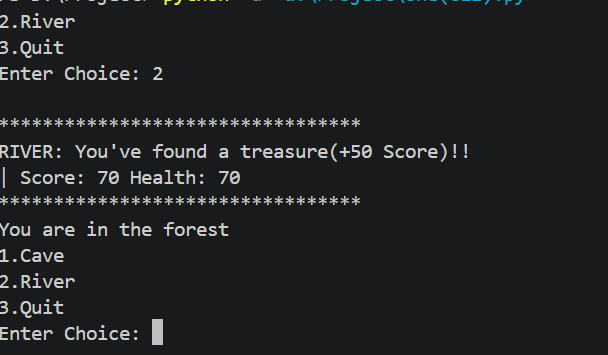 2.River
3.Quit
Enter Choice: 2
*********************************
RIVER: You've found a treasure(+50 Score)!!
| Score: 70 Health: 70
*********************************
You are in the forest
1.Cave
2.River
3.Quit
Enter Choice: